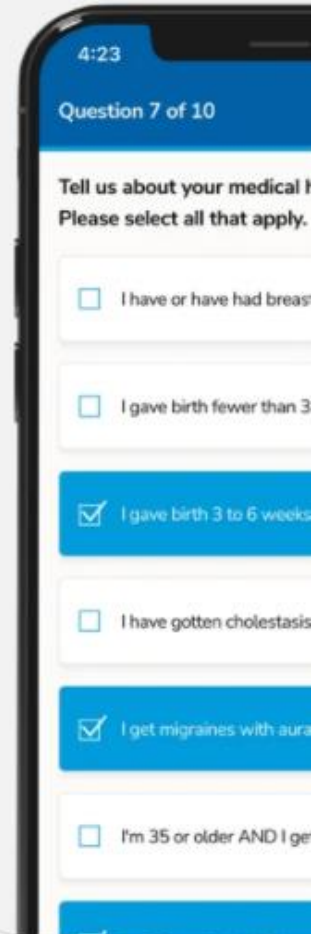 4:23
Question 7 of 10
Tell us about your medical h
Please select all that apply.
I have or have had breast
I gave birth fewer than 3
I gave birth 3 to 6 weeks
I have gotten cholestasis
I get migraines with aura
I'm 35 or older AND I get